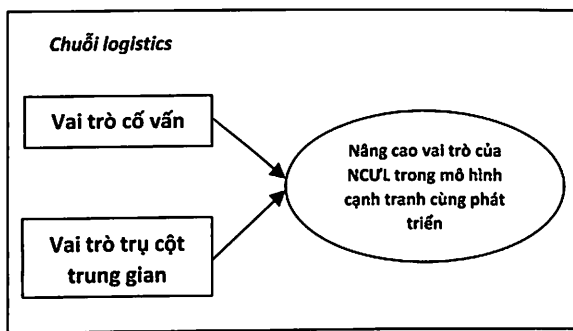 Chuỗi logistics
Vai trò cố vấn
Nâng cao vai trò của
NCƯL trong mô hình
cạnh tranh cùng phát
triển
Vai trò trụ cột
trung gian